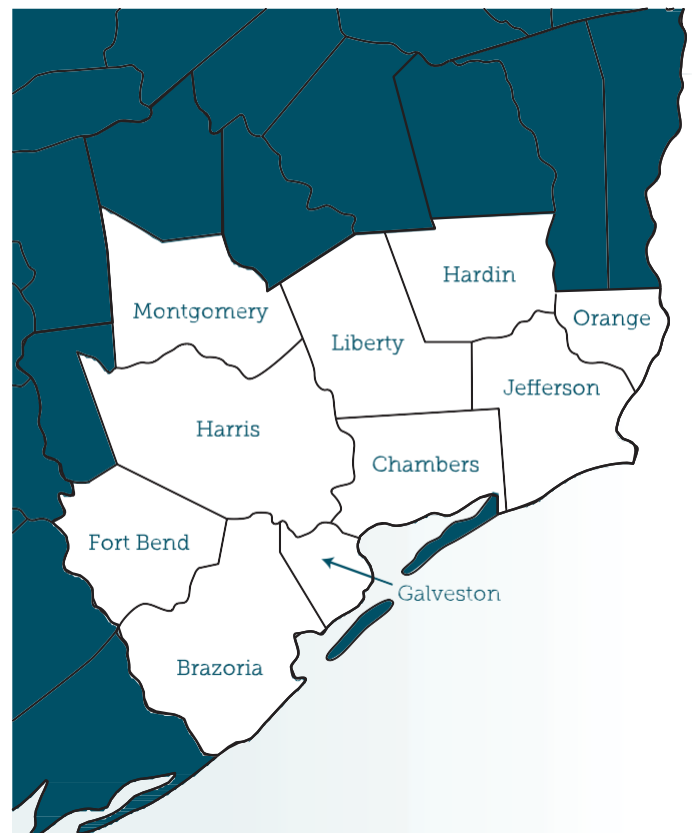 Hardin
Montgomery
Orange
Liberty
Jefferson
Harris
Chambers
Fort Bend
Galveston
Brazoria